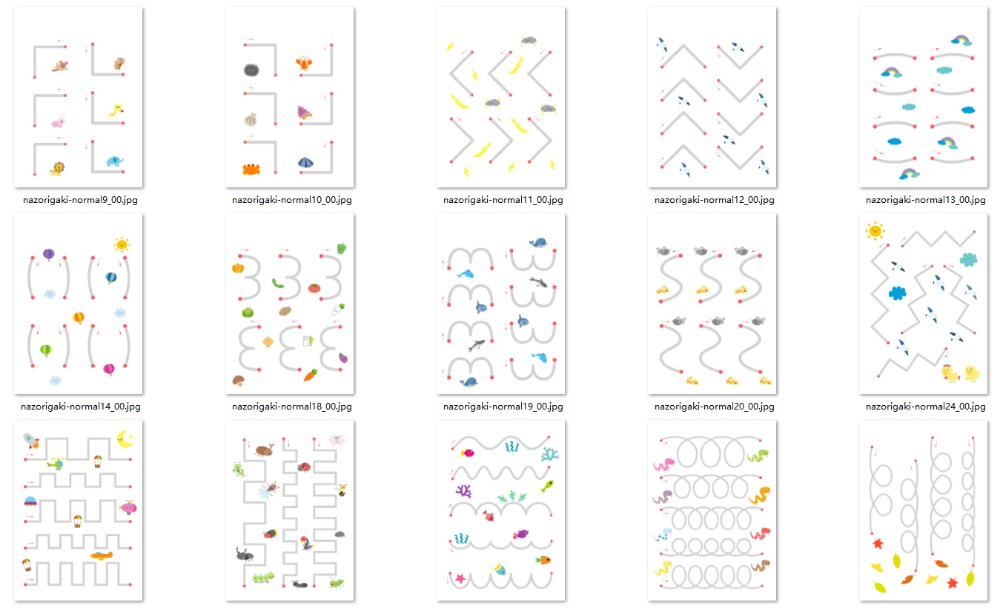 nazorigaki-normal9_00.jpg
nazorigaki-normal10_00.jpg
nazorigaki-normal11_00.jpg
nazorigaki-normal12_00.jpg
nazorigaki-normal13_00.jpg
nazorigaki-normal14_00.jpg
nazorigaki-normal18_00.jpg
nazorigaki-normal19_00.jpg
nazorigaki-normal20_00.jpg
nazorigaki-normal24_00.jpg